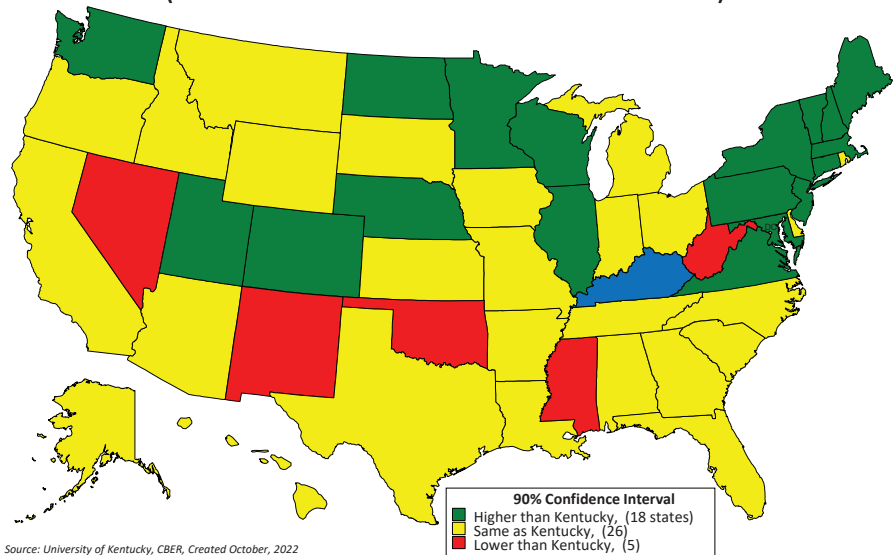 90% Confidence Interval
Higher than Kentucky, (18 states)
Same as Kentucky, (26)
Lower than Kentucky, (5)
Source: University of Kentucky, CBER, Created October, 2022